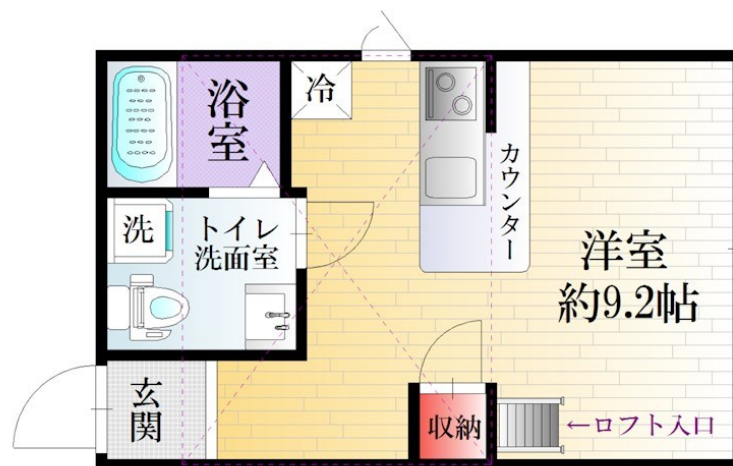 浴室
冷
カウンター
洗
トイレ
洗面室
洋室
約9.2帖
玄関
収納
←ロフト入口